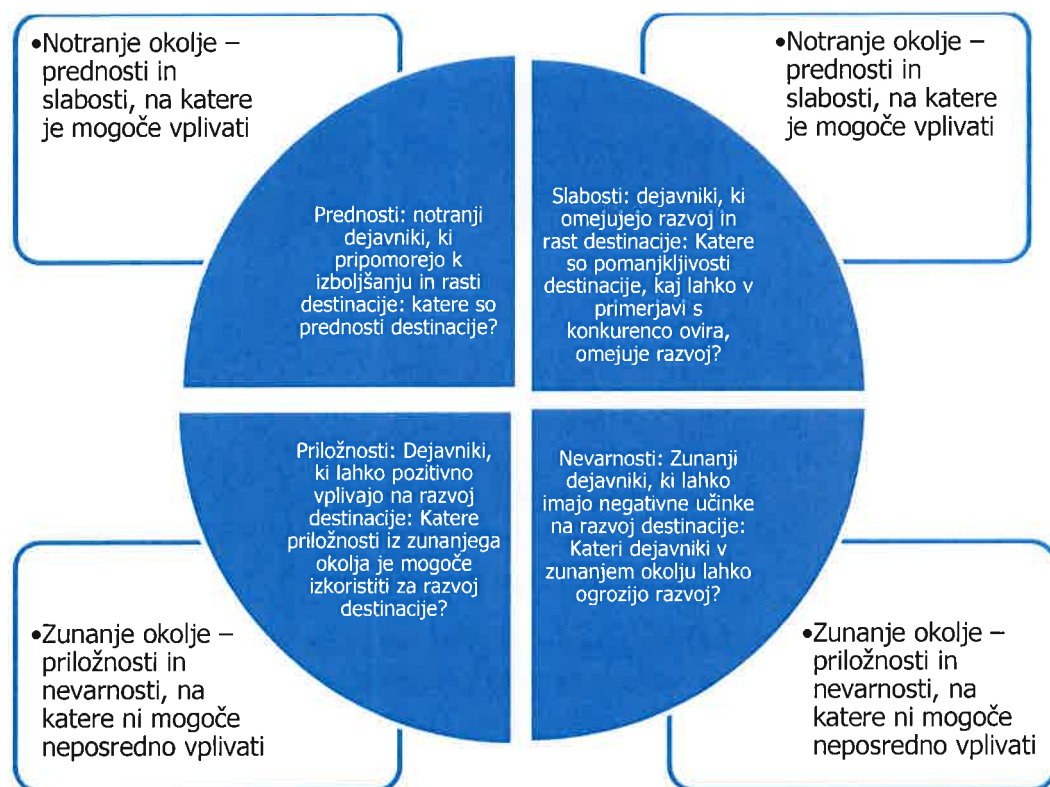 •Notranje okolje –
prednosti in
slabosti, na katere
je mogoče vplivati
•Notranje okolje –
prednosti in
slabosti, na katere
je mogoče vplivati
Prednosti: notranji
dejavniki, ki
pripomorejo k
izboljšanju in rasti
destinacije: katere so
prednosti destinacije?
Slabosti: dejavniki, ki
omejujejo razvoj in
rast destinacije: Katere
so pomanjkljivosti
destinacije, kaj lahko v
primerjavi s
konkurenco ovira,
omejuje razvoj?
Priložnosti: Dejavniki,
ki lahko pozitivno
vplivajo na razvoj
destinacije: Katere
priložnosti iz zunanjega
okolja je mogoče
izkoristiti za razvoj
destinacije?
Nevarnosti: Zunanji
dejavniki, ki lahko
imajo negativne učinke
na razvoj destinacije:
Kateri dejavniki v
zunanjem okolju lahko
ogrozijo razvoj?
•Zunanje okolje –
priložnosti in
nevarnosti, na
katere ni mogoče
neposredno vplivati
•Zunanje okolje –
priložnosti in
nevarnosti, na
katere ni mogoče
neposredno vplivati